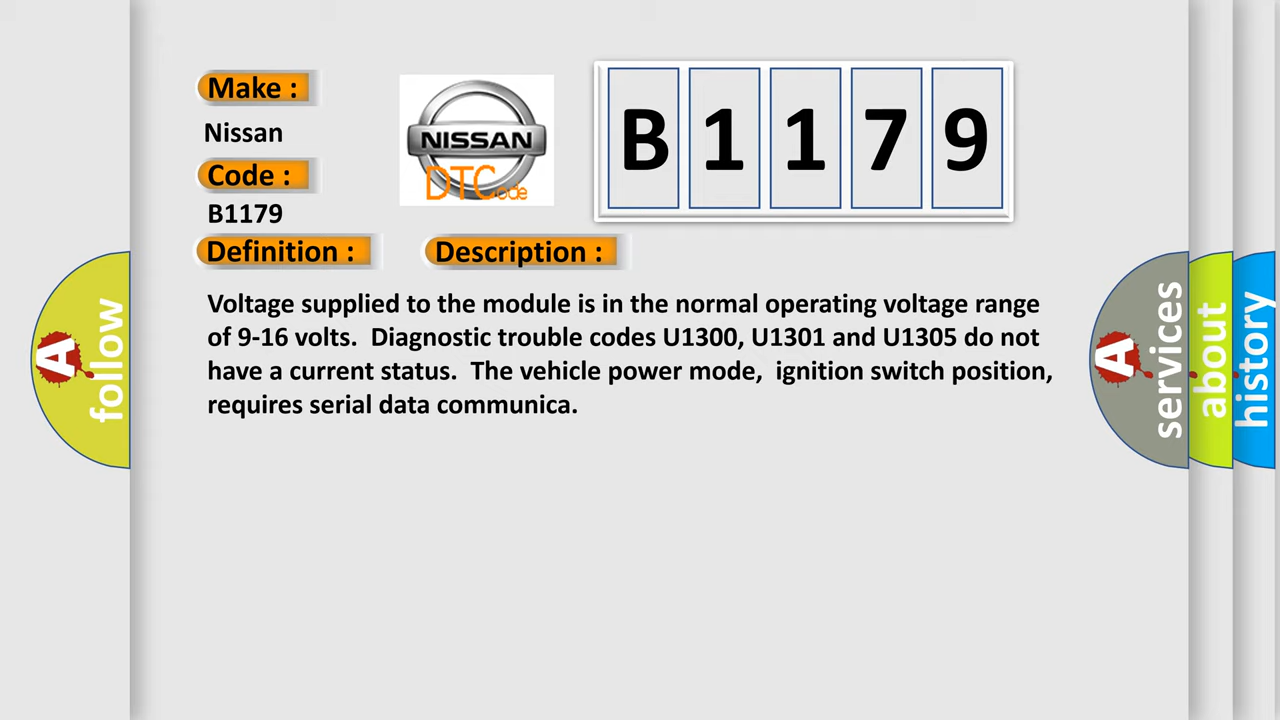 Make :
Nissan
Code :
B1179
NISSAN
DTCode
B 1 1 7 9
Definition :
Description :
Voltage supplied to the module is in the normal operating voltage range
of 9-16 volts  Diagnostic trouble codes U1300, U1301 and U1305 do not
have a current status  The vehicle power mode,  ignition switch position,
requires serial data communica.
A follow
A services
about
history